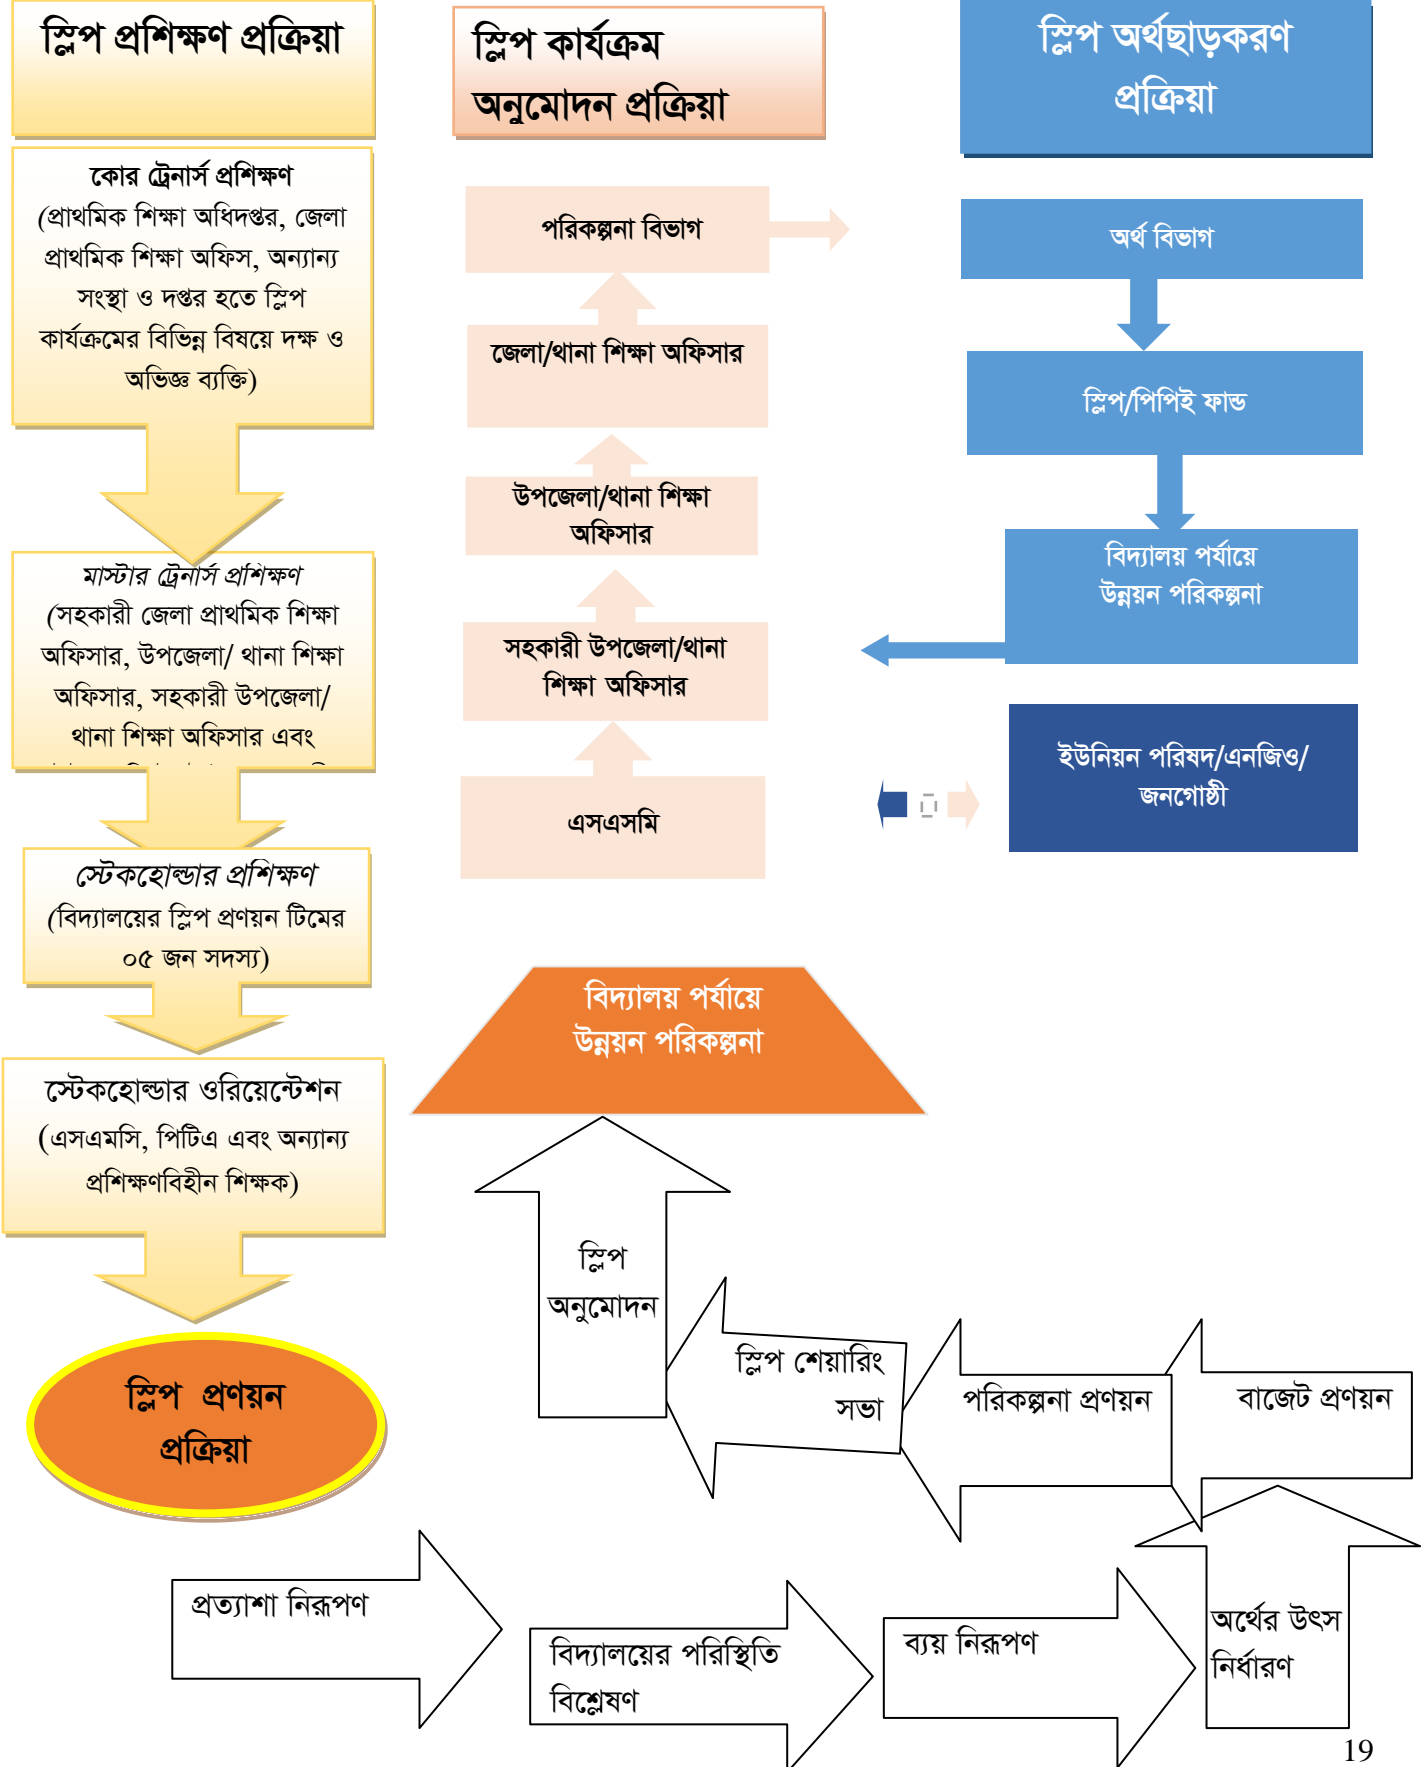 স্লিপ প্রশিক্ষণ প্রক্রিয়া
কোর ট্রেনার্স প্রশিক্ষণ
(প্রাথমিক শিক্ষা অধিদপ্তর, জেলা
প্রাথমিক শিক্ষা অফিস, অন্যান্য
সংস্থা ও দপ্তর হতে স্লিপ
কার্যক্রমের বিভিন্ন বিষয়ে দক্ষ ও
অভিজ্ঞ ব্যক্তি)
মাস্টার ট্রেনার্স প্রশিক্ষণ
(সহকারী জেলা প্রাথমিক শিক্ষা
অফিসার, উপজেলা/ থানা শিক্ষা
অফিসার, সহকারী উপজেলা/
থানা শিক্ষা অফিসার এবং
স্টেকহোল্ডার প্রশিক্ষণ
(বিদ্যালয়ের স্লিপ প্রণয়ন টিমের
০৫ জন সদস্য)
স্টেকহোল্ডার ওরিয়েন্টেশন
(এসএমসি, পিটিএ এবং অন্যান্য
প্রশিক্ষণবিহীন শিক্ষক)
স্লিপ প্রণয়ন
প্রক্রিয়া
স্লিপ কার্যক্রম
অনুমোদন প্রক্রিয়া
পরিকল্পনা বিভাগ
জেলা/থানা শিক্ষা অফিসার
উপজেলা/থানা শিক্ষা
অফিসার
সহকারী উপজেলা/থানা
শিক্ষা অফিসার
এসএসমি
স্লিপ অর্থছাড়করণ
প্রক্রিয়া
অর্থ বিভাগ
স্লিপ/পিপিই ফান্ড
বিদ্যালয় পর্যায়ে
উন্নয়ন পরিকল্পনা
ইউনিয়ন পরিষদ/এনজিও/
জনগোষ্ঠী
বিদ্যালয় পর্যায়ে
উন্নয়ন পরিকল্পনা
স্লিপ
অনুমোদন
স্লিপ শেয়ারিং
সভা
পরিকল্পনা প্রণয়ন
বাজেট প্রণয়ন
প্রত্যাশা নিরূপণ
বিদ্যালয়ের পরিস্থিতি
বিশ্লেষণ
ব্যয় নিরূপণ
অর্থের উৎস
নির্ধারণ
19